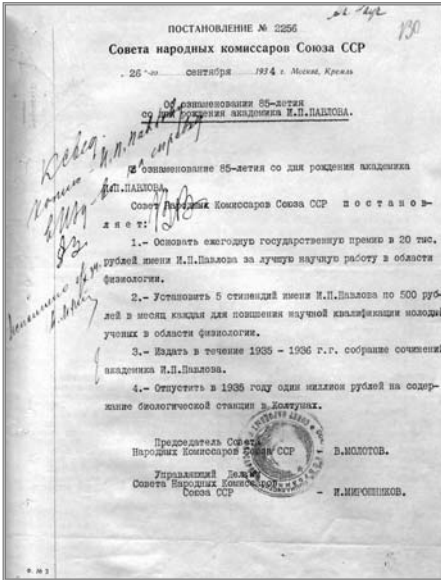 130
ПОСТАНОВЛЕНИЕ № 2256
Совета народных комиссаров Союза ССР
" 26 "-го сентября 1934 г. Москва, Кремль
Об ознаменовании 85-летия
со дня рождения академика И.П.ПАВЛОВА.
В ознаменование 85-летия со дня рождения академика
И.П.ПАВЛОВА.
Совет Народных Комиссаров Союза ССР п о с т а н о в-
л я е т:
1.- Основать ежегодную государственную премию в 20 тыс.
рублей имени И.П.Павлова за лучшую научную работу в области
физиологии.
2.- Установить 5 стипендий имени И.П.Павлова по 500 руб-
лей в месяц каждая для повышения научной квалификации молоды
ученых в области физиологии.
3.- Издать в течение 1935 - 1936 г.г. собрание сочинений
академика И.П.Павлова.
4.- Отпустить в 1935 году один миллион рублей на содер-
жание биологической станции в Колтушах.
Председатель Совета
Народных Комиссаров Союза ССР В.МОЛОТОВ.
Управляющий Делами
Совета Народных Комиссаров
Союза ССР - И.МИРОШНИКОВ.
Ф. № 3